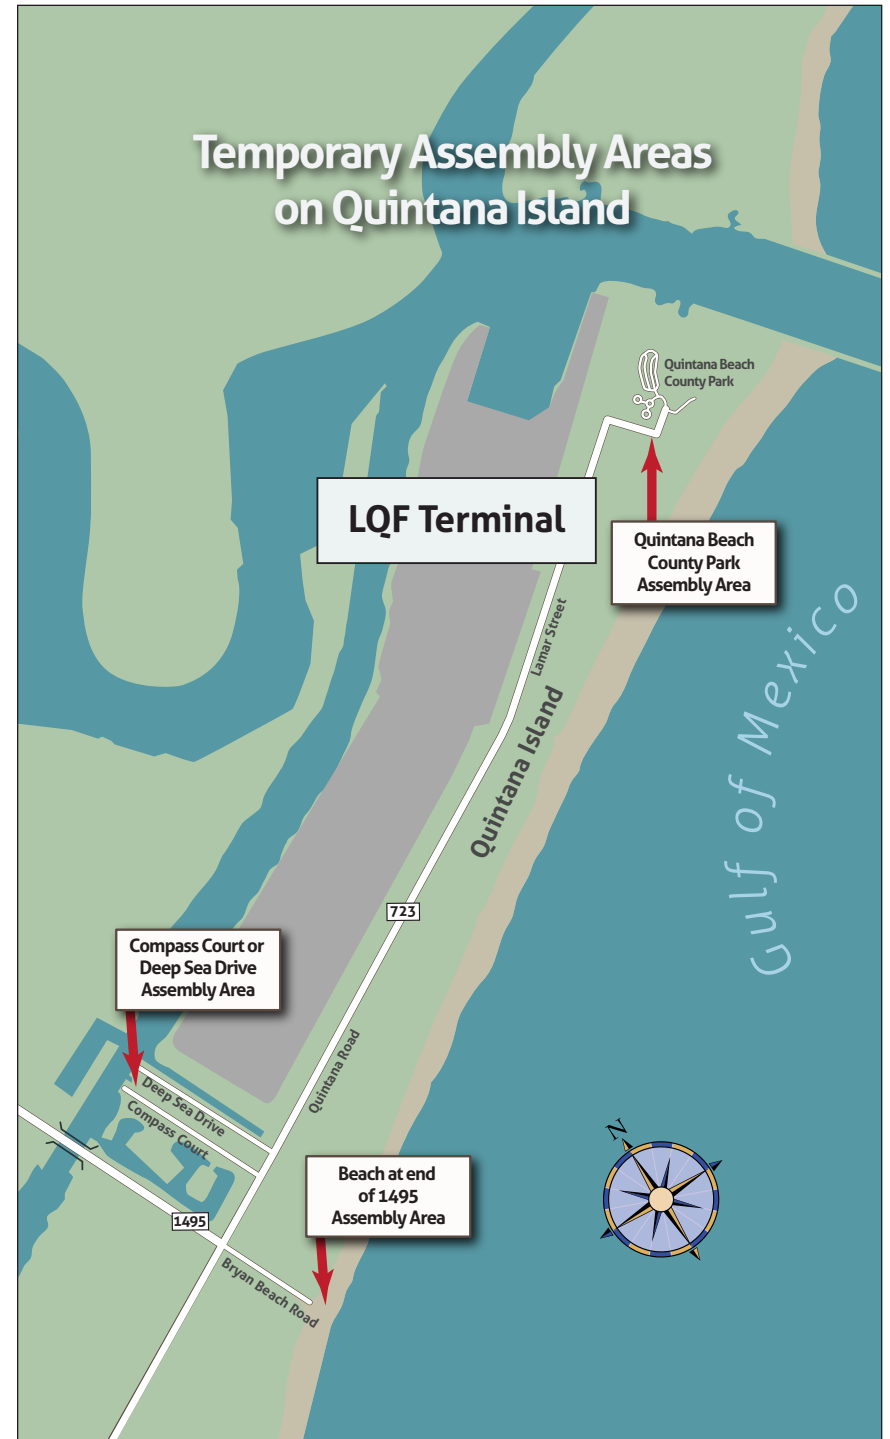 Temporary Assembly Areas
on Quintana Island
Quintana Beach
County Park
LQF Terminal
Quintana Beach
County Park
Assembly Area
Lamar Street
Quintana Island
Gulf of Mexico
723
Compass Court or
Deep Sea Drive
Assembly Area
Quintana Road
Deep Sea Drive
Compass Court
N
Beach at end
of 1495
Assembly Area
1495
Bryan Beach Road